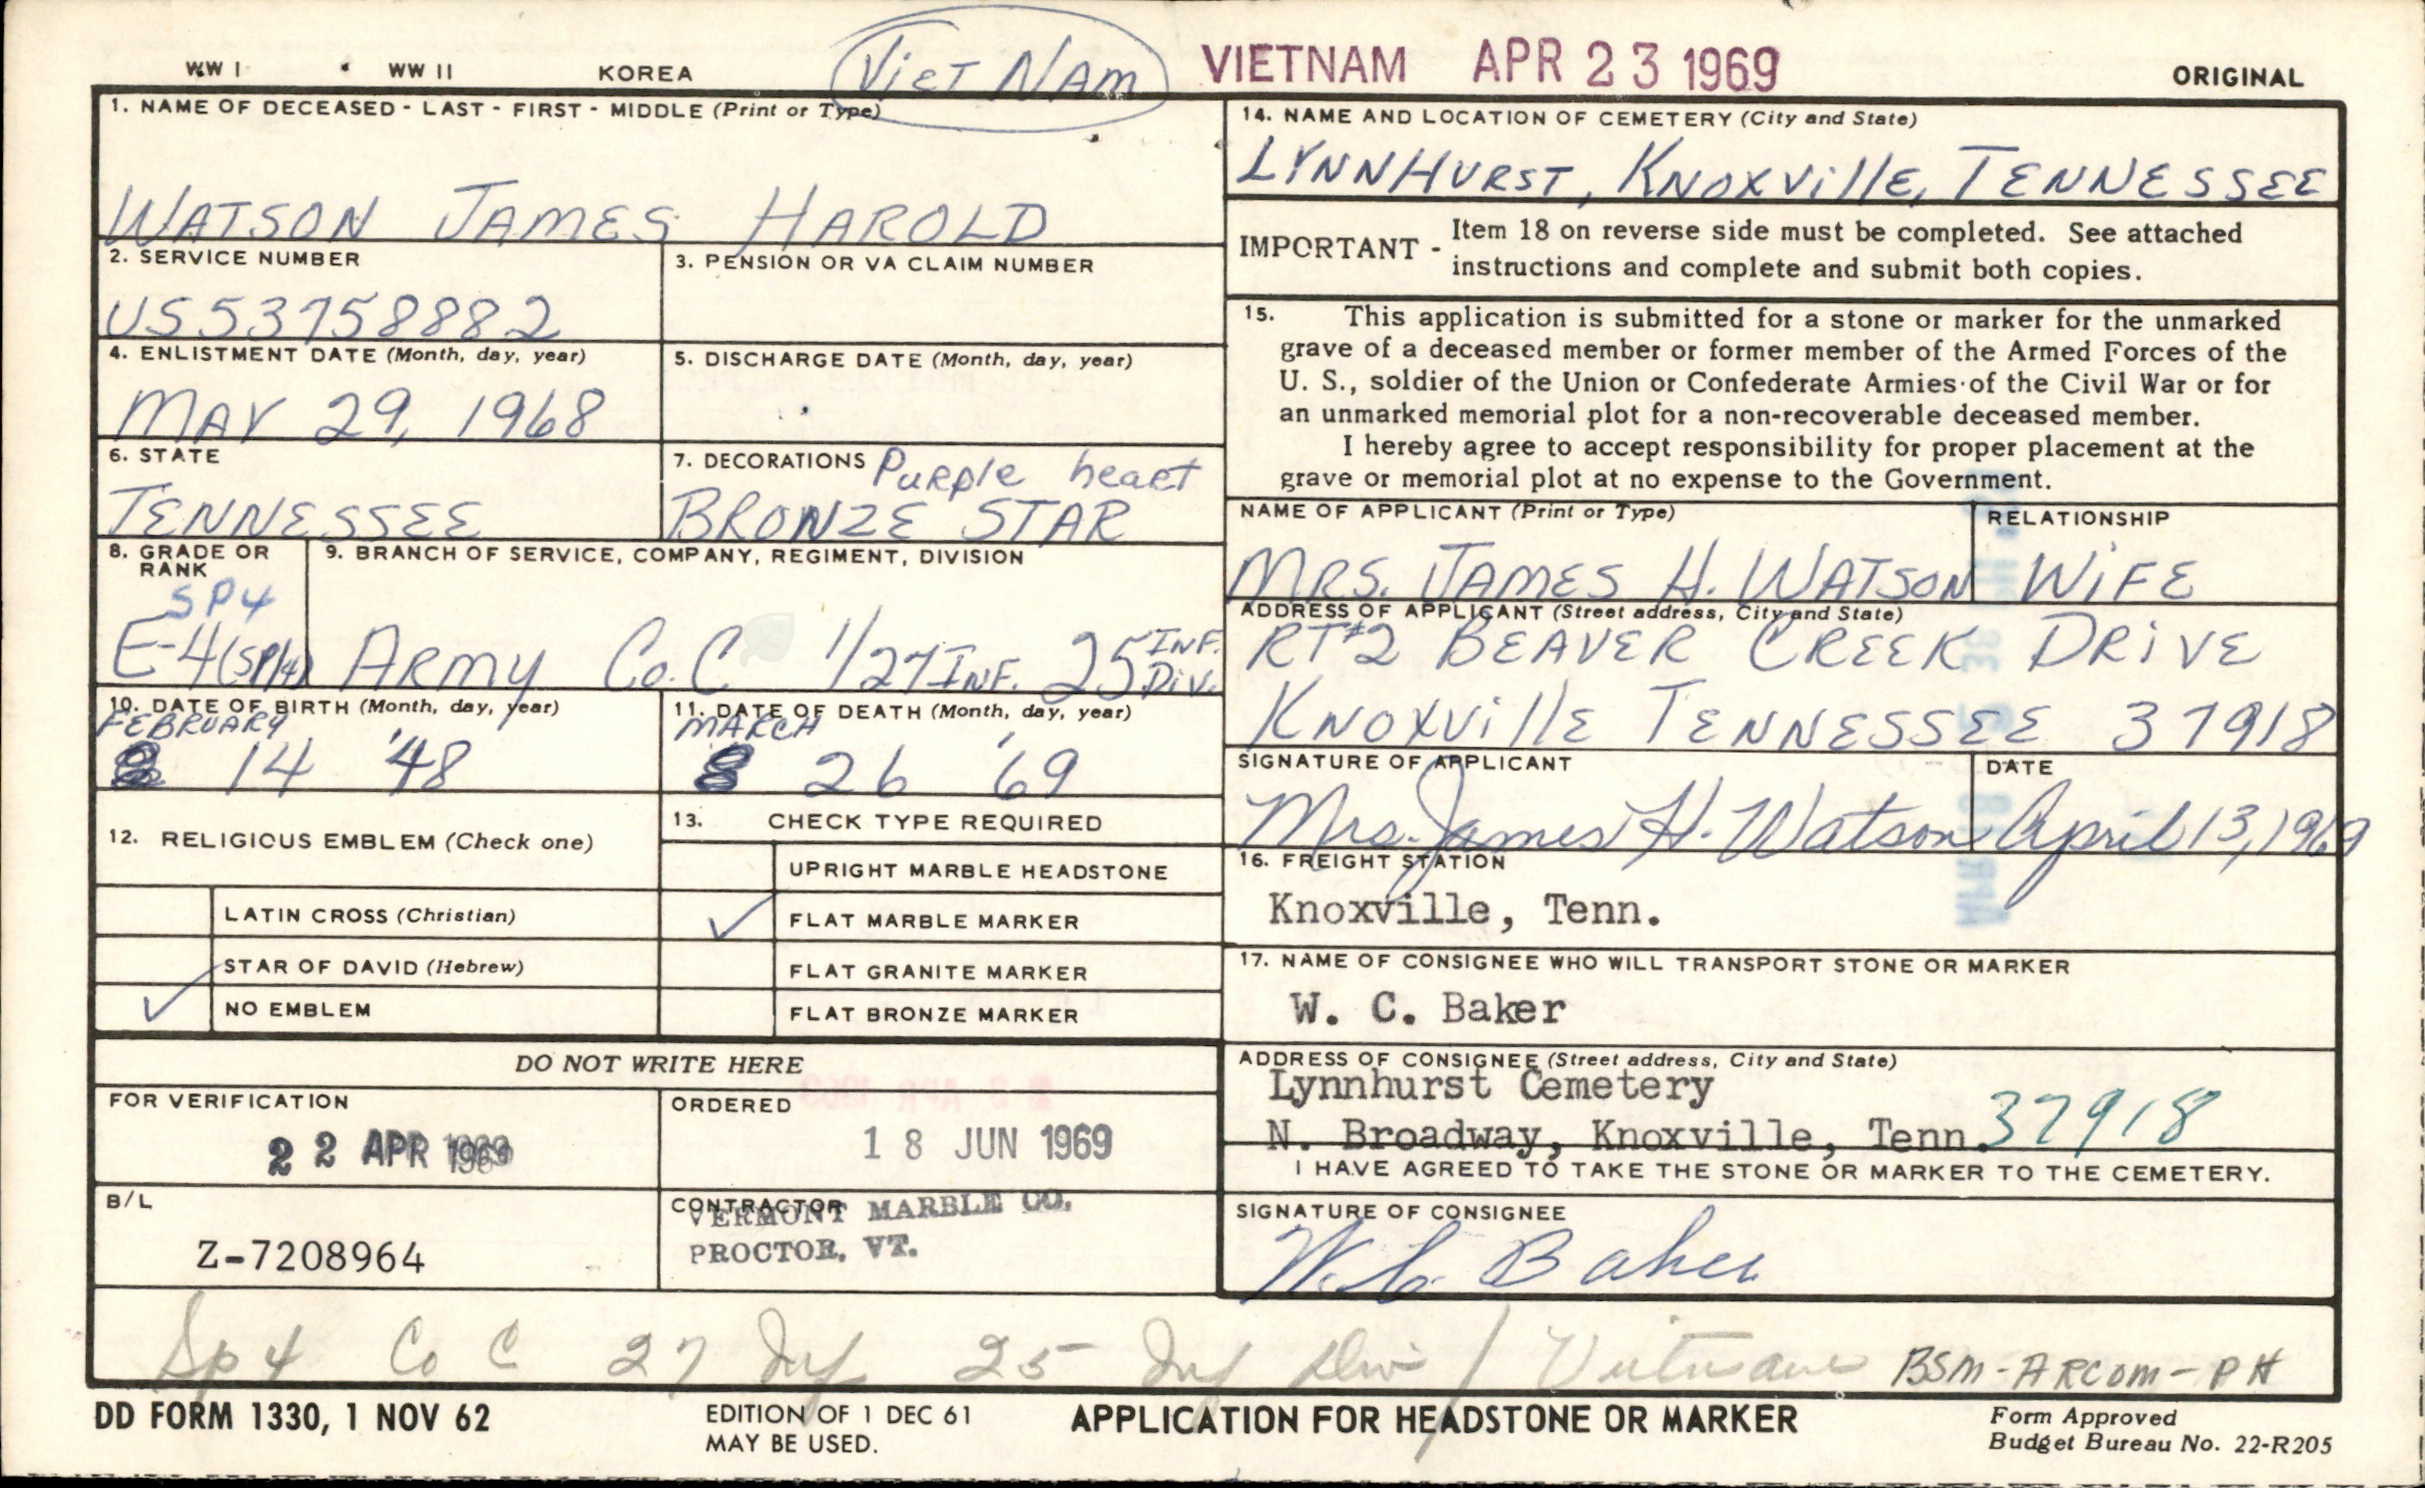 WW I WW II KOREA VIET NAM VIETNAM APR 23 1969 ORIGINAL
1. NAME OF DECEASED - LAST - FIRST - MIDDLE (Print or Type)
WATSON JAMES HAROLD
2. SERVICE NUMBER
US53758882
3. PENSION OR VA CLAIM NUMBER
4. ENLISTMENT DATE (Month, day, year)
MAY 29, 1968
5. DISCHARGE DATE (Month, day, year)
6. STATE
TENNESSEE
7. DECORATIONS Purple heart
BRONZE STAR
8. GRADE OR
RANK
SP4
E-4 (SP/4)
9. BRANCH OF SERVICE, COMPANY, REGIMENT, DIVISION
ARMY Co. C 1/27 INF. 25 INF. DIV.
10. DATE OF BIRTH (Month, day, year)
FEBRUARY
14 '48
11. DATE OF DEATH (Month, day, year)
MARCH
26 '69
12. RELIGIOUS EMBLEM (Check one)
LATIN CROSS (Christian)
STAR OF DAVID (Hebrew)
✓ NO EMBLEM
13. CHECK TYPE REQUIRED
UPRIGHT MARBLE HEADSTONE
✓ FLAT MARBLE MARKER
FLAT GRANITE MARKER
FLAT BRONZE MARKER
DO NOT WRITE HERE
FOR VERIFICATION
22 APR 1969
ORDERED
18 JUN 1969
B/L
Z-7208964
CONTRACTOR
VERMONT MARBLE CO.
PROCTOR, VT.
14. NAME AND LOCATION OF CEMETERY (City and State)
LYNNHURST, KNOXVillE, TENNESSEE
IMPORTANT - Item 18 on reverse side must be completed. See attached
instructions and complete and submit both copies.
15. This application is submitted for a stone or marker for the unmarked
grave of a deceased member or former member of the Armed Forces of the
U. S., soldier of the Union or Confederate Armies of the Civil War or for
an unmarked memorial plot for a non-recoverable deceased member.
I hereby agree to accept responsibility for proper placement at the
grave or memorial plot at no expense to the Government.
NAME OF APPLICANT (Print or Type)
MRS. JAMES H. WATSON
RELATIONSHIP
WiFE
ADDRESS OF APPLICANT (Street address, City and State)
RT#2 BEAVER CREEK DRiVE
KNOXVillE TENNESSEE 37918
SIGNATURE OF APPLICANT
Mrs. James H. Watson
DATE
April 13, 1969
16. FREIGHT STATION
Knoxville, Tenn.
17. NAME OF CONSIGNEE WHO WILL TRANSPORT STONE OR MARKER
W. C. Baker
ADDRESS OF CONSIGNEE (Street address, City and State)
Lynnhurst Cemetery
N. Broadway, Knoxville, Tenn. 37918
I HAVE AGREED TO TAKE THE STONE OR MARKER TO THE CEMETERY.
SIGNATURE OF CONSIGNEE
W. C. Baker
Sp 4 Co C 27 Inf 25 Inf Div / Vietnam BSM-ARCOM-PH
DD FORM 1330, 1 NOV 62
EDITION OF 1 DEC 61
MAY BE USED.
APPLICATION FOR HEADSTONE OR MARKER
Form Approved
Budget Bureau No. 22-R205